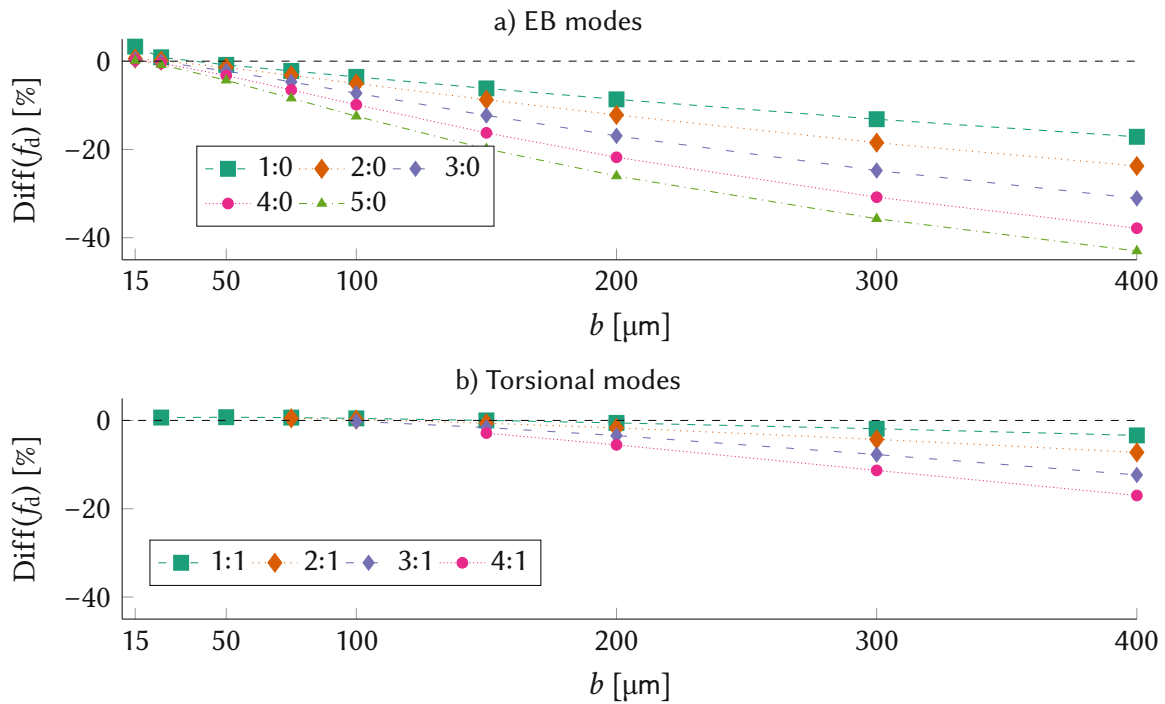 a) EB modes
Diff(f_d) [%]
0
−20
−40
1:0 2:0 3:0
4:0 5:0
15 50 100 200 300 400
b [μm]
b) Torsional modes
Diff(f_d) [%]
0
−20
−40
1:1 2:1 3:1 4:1
15 50 100 200 300 400
b [μm]